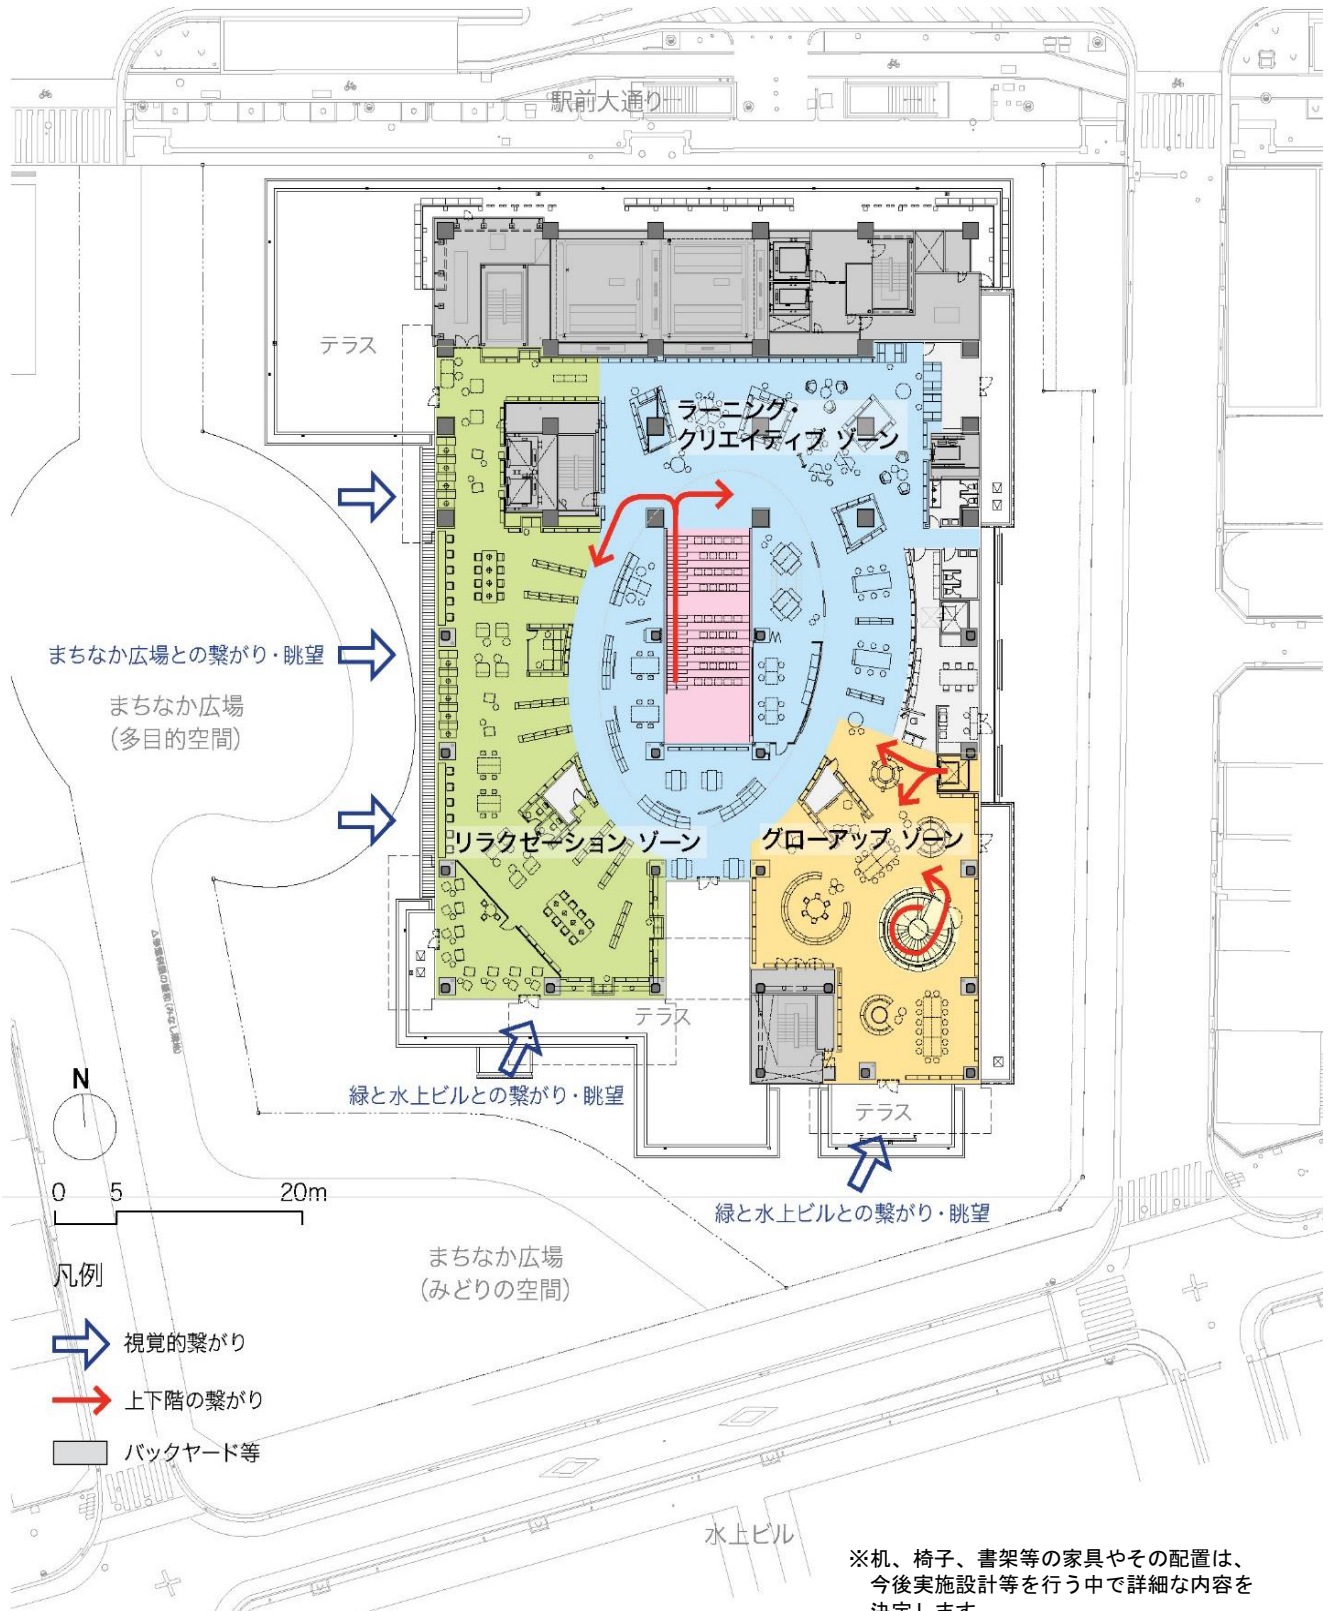 駅前大通り
テラス
ラーニング・
クリエイティブ ゾーン
まちなか広場との繋がり・眺望
まちなか広場
(多目的空間)
リラクゼーション ゾーン
グローアップ ゾーン
テラス
緑と水上ビルとの繋がり・眺望
テラス
緑と水上ビルとの繋がり・眺望
N
0 5 20m
まちなか広場
(みどりの空間)
凡例
視覚的繋がり
上下階の繋がり
バックヤード等
水上ビル
※机、椅子、書架等の家具やその配置は、
今後実施設計等を行う中で詳細な内容を
決定します